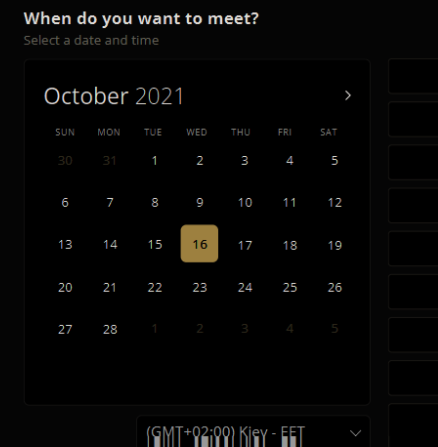 When do you want to meet?
Select a date and time
October 2021
SUN MON TUE WED THU FRI SAT
30 31 1 2 3 4 5
6 7 8 9 10 11 12
13 14 15 16 17 18 19
20 21 22 23 24 25 26
27 28 1 2 3 4 5
(GMT+02:00) Kiev - EET